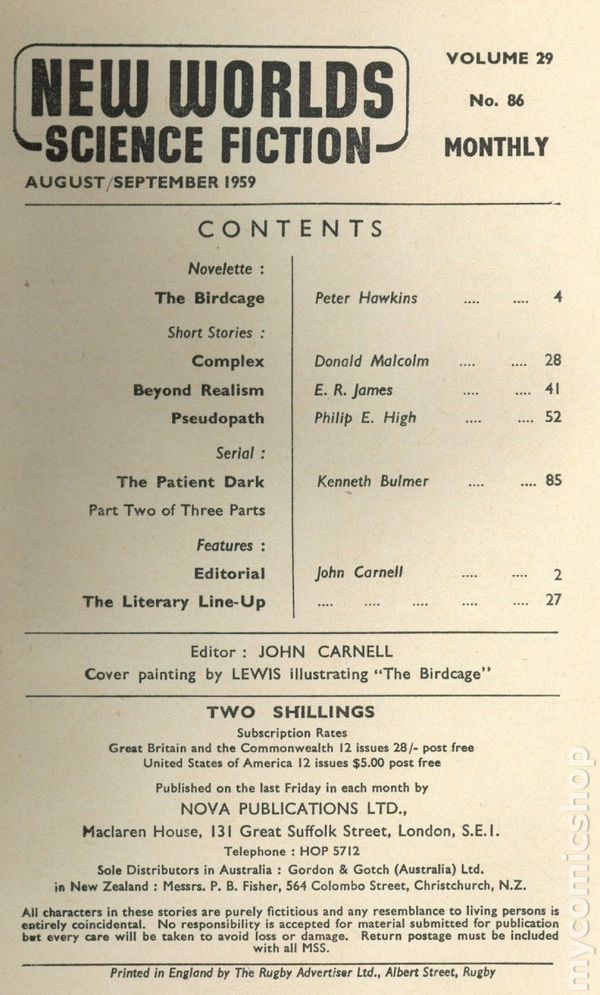 VOLUME 29
No. 86
MONTHLY
NEW WORLDS
SCIENCE FICTION
AUGUST/SEPTEMBER 1959
CONTENTS
Novelette :
The Birdcage Peter Hawkins .... .... 4
Short Stories :
Complex Donald Malcolm .... .... 28
Beyond Realism E. R. James .... .... 41
Pseudopath Philip E. High .... .... 52
Serial :
The Patient Dark Kenneth Bulmer .... .... 85
Part Two of Three Parts
Features :
Editorial John Carnell .... .... 2
The Literary Line-Up .... .... .... .... .... 27
Editor : JOHN CARNELL
Cover painting by LEWIS illustrating "The Birdcage"
TWO SHILLINGS
Subscription Rates
Great Britain and the Commonwealth 12 issues 28/- post free
United States of America 12 issues $5.00 post free
Published on the last Friday in each month by
NOVA PUBLICATIONS LTD.,
Maclaren House, 131 Great Suffolk Street, London, S.E.1.
Telephone : HOP 5712
Sole Distributors in Australia : Gordon & Gotch (Australia) Ltd.
in New Zealand : Messrs. P. B. Fisher, 564 Colombo Street, Christchurch, N.Z.
All characters in these stories are purely fictitious and any resemblance to living persons is
entirely coincidental. No responsibility is accepted for material submitted for publication
but every care will be taken to avoid loss or damage. Return postage must be included
with all MSS.
Printed in England by The Rugby Advertiser Ltd., Albert Street, Rugby
mycomicshop